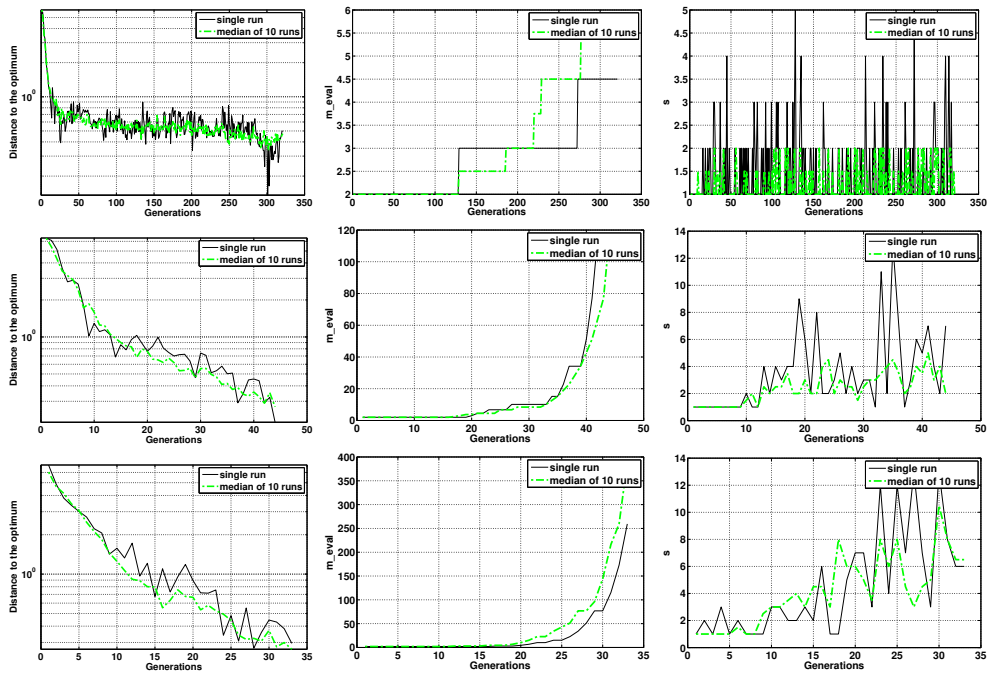 single run
median of 10 runs
10^0
Distance to the optimum
0 50 100 150 200 250 300 350
Generations
single run
median of 10 runs
6
5.5
5
4.5
4
3.5
3
2.5
2
m_eval
0 50 100 150 200 250 300 350
Generations
single run
median of 10 runs
5
4.5
4
3.5
3
2.5
2
1.5
1
s
0 50 100 150 200 250 300 350
Generations
single run
median of 10 runs
10^0
Distance to the optimum
0 10 20 30 40 50
Generations
single run
median of 10 runs
120
100
80
60
40
20
0
m_eval
0 10 20 30 40 50
Generations
single run
median of 10 runs
14
12
10
8
6
4
2
0
s
0 10 20 30 40 50
Generations
single run
median of 10 runs
10^0
Distance to the optimum
0 5 10 15 20 25 30 35
Generations
single run
median of 10 runs
400
350
300
250
200
150
100
50
0
m_eval
0 5 10 15 20 25 30 35
Generations
single run
median of 10 runs
14
12
10
8
6
4
2
0
s
0 5 10 15 20 25 30 35
Generations